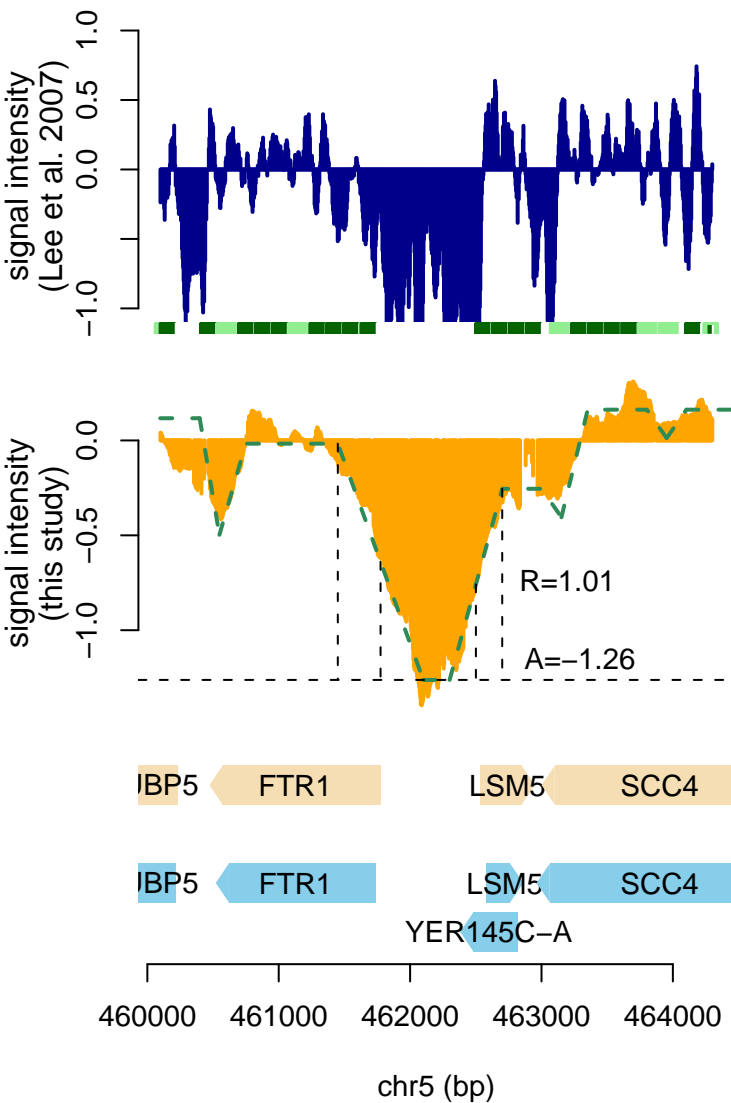 signal intensity
(Lee et al. 2007)
1.0
0.5
0.0
−1.0
signal intensity
(this study)
0.0
−0.5
−1.0
R=1.01
A=−1.26
JBP5 FTR1 LSM5 SCC4
JBP5 FTR1 LSM5 SCC4
YER145C−A
460000 461000 462000 463000 464000
chr5 (bp)